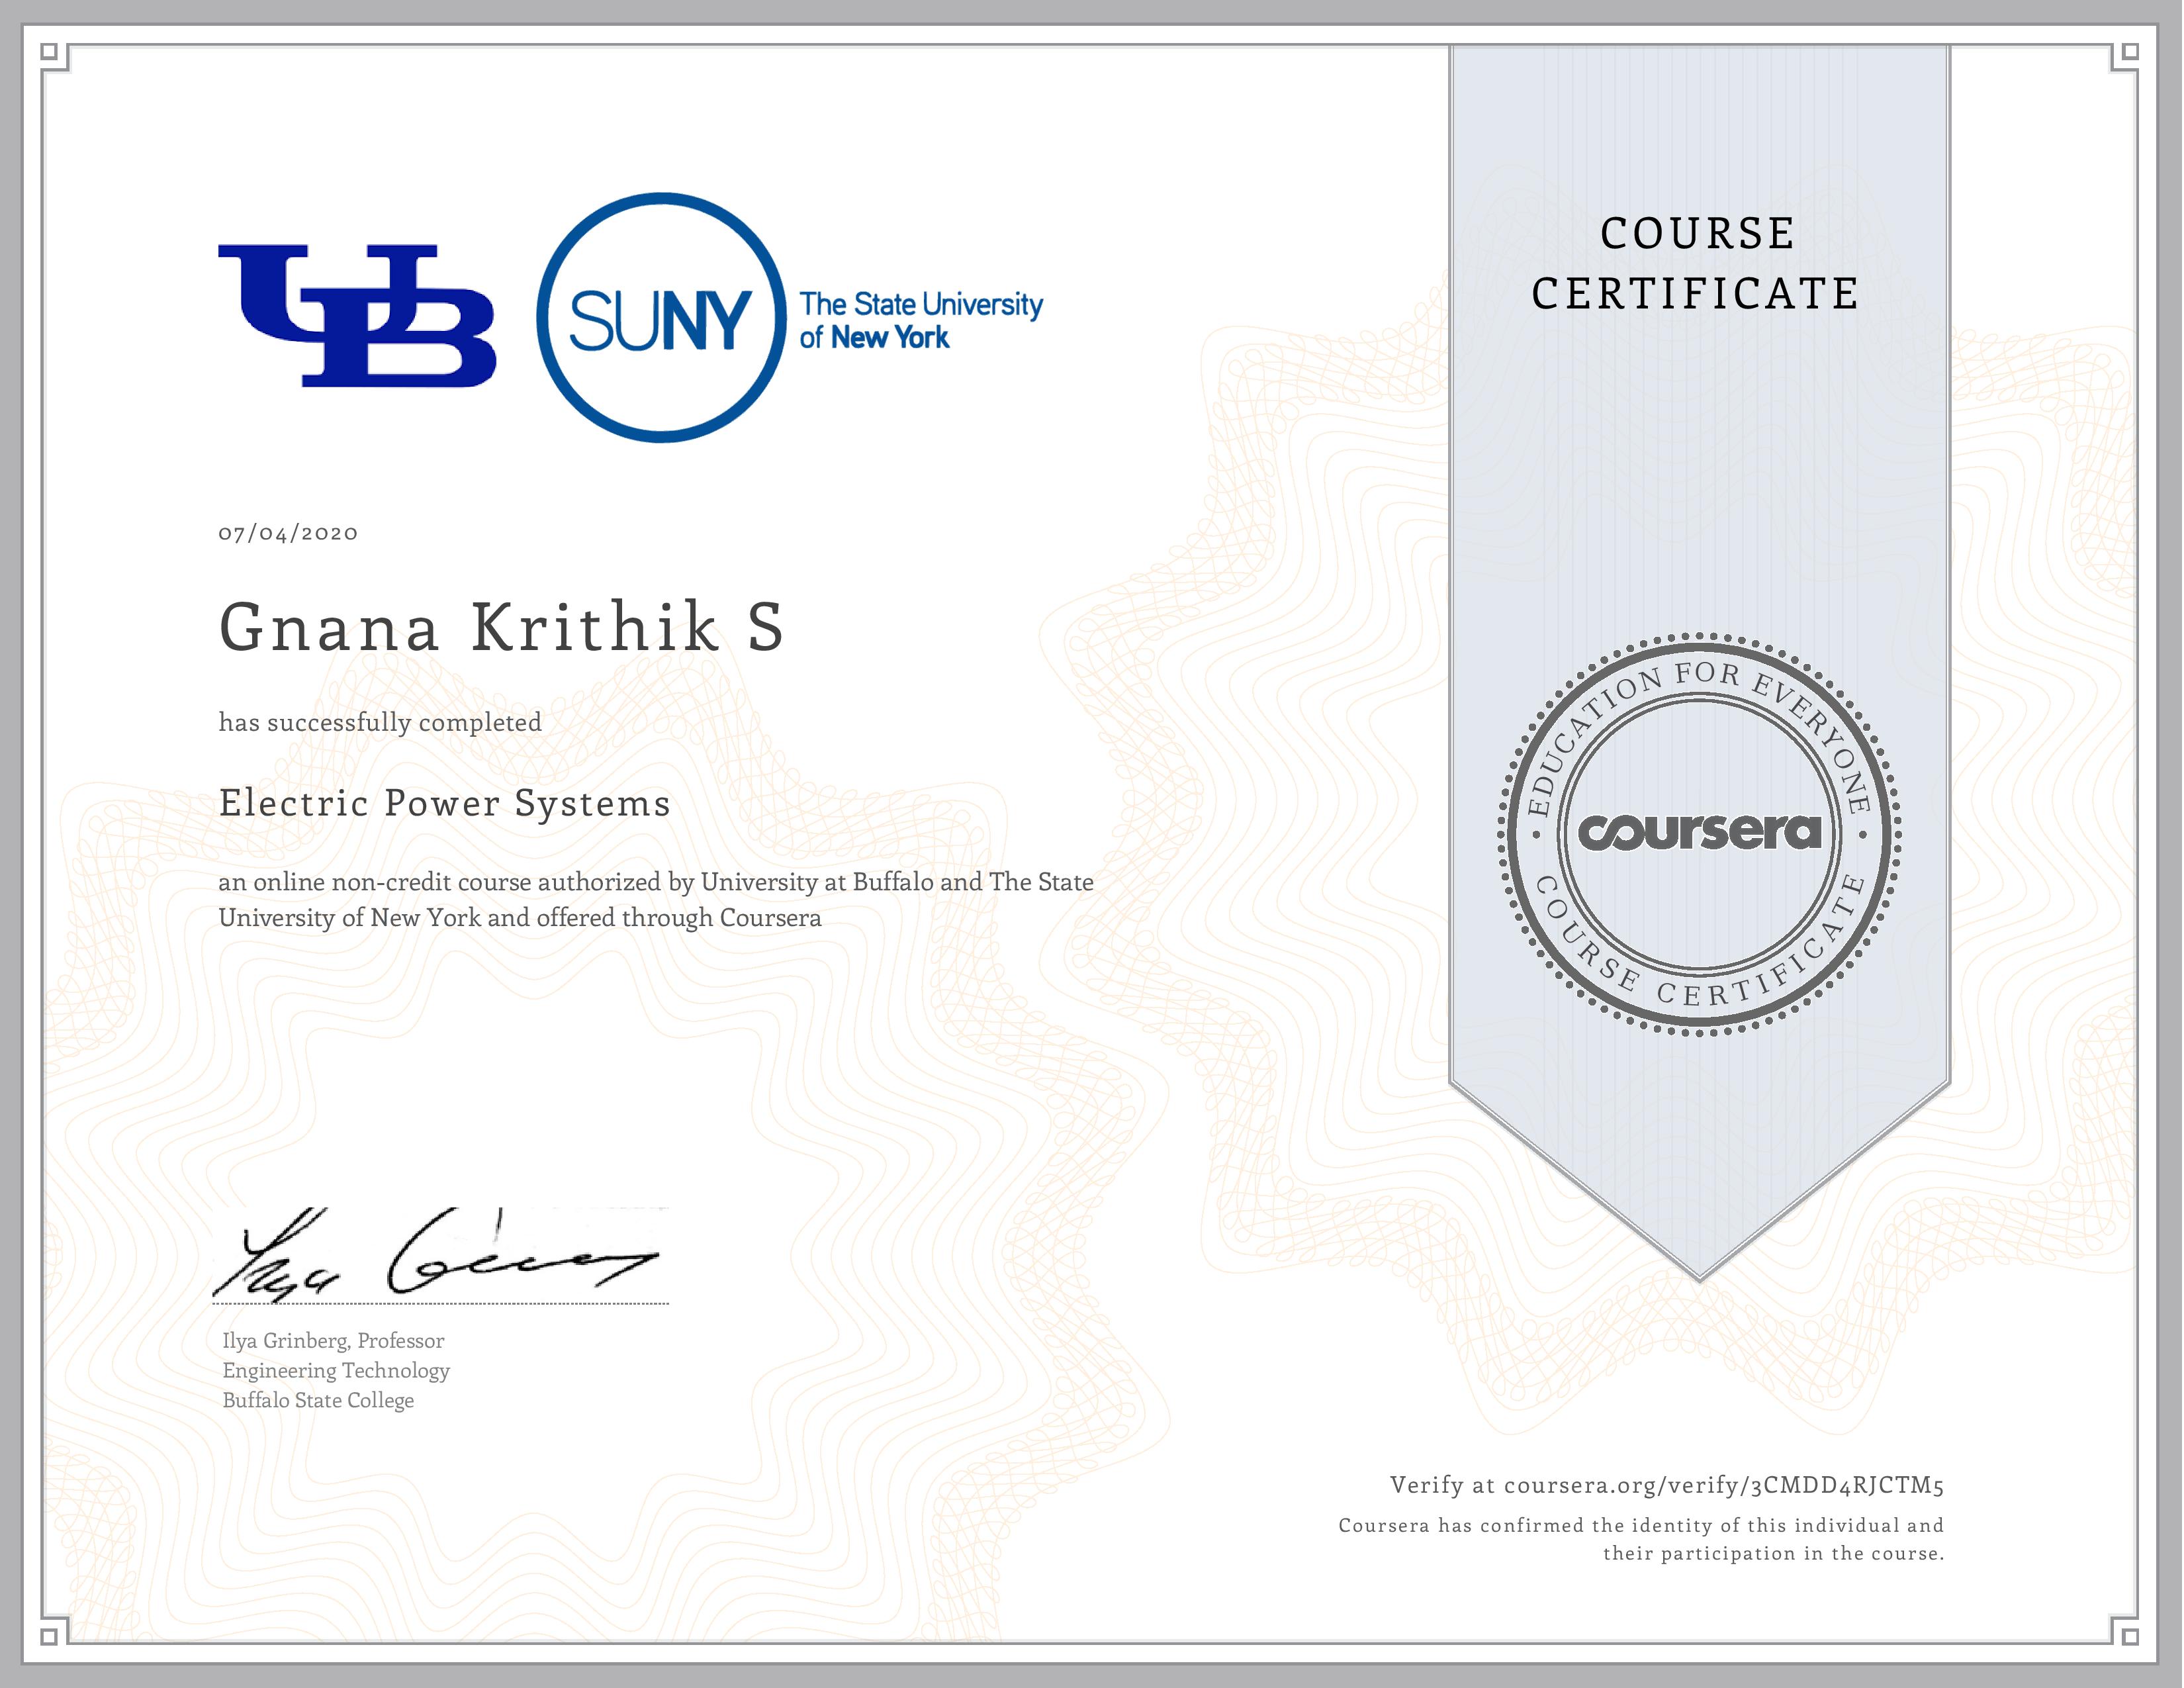 UB
SUNY
The State University
of New York
COURSE
CERTIFICATE
07/04/2020
Gnana Krithik S
has successfully completed
Electric Power Systems
an online non-credit course authorized by University at Buffalo and The State
University of New York and offered through Coursera
EDUCATION FOR EVERYONE
coursera
COURSE CERTIFICATE
Ilya Grinberg, Professor
Engineering Technology
Buffalo State College
Verify at coursera.org/verify/3CMDD4RJCTM5
Coursera has confirmed the identity of this individual and
their participation in the course.